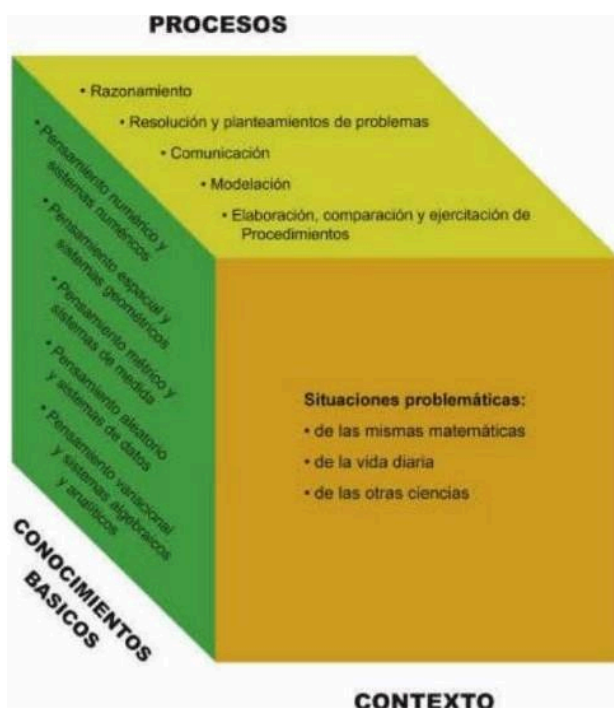 PROCESOS
• Razonamiento
• Resolución y planteamientos de problemas
• Comunicación
• Modelación
• Elaboración, comparación y ejercitación de
Procedimientos
• Pensamiento numérico y
sistemas numéricos
• Pensamiento espacial y
sistemas geométricos
• Pensamiento métrico y
sistemas de medida
• Pensamiento aleatorio
y sistemas de datos
• Pensamiento variacional
y sistemas algebraicos
y analíticos
Situaciones problemáticas:
• de las mismas matemáticas
• de la vida diaria
• de las otras ciencias
CONOCIMIENTOS
BASICOS
CONTEXTO